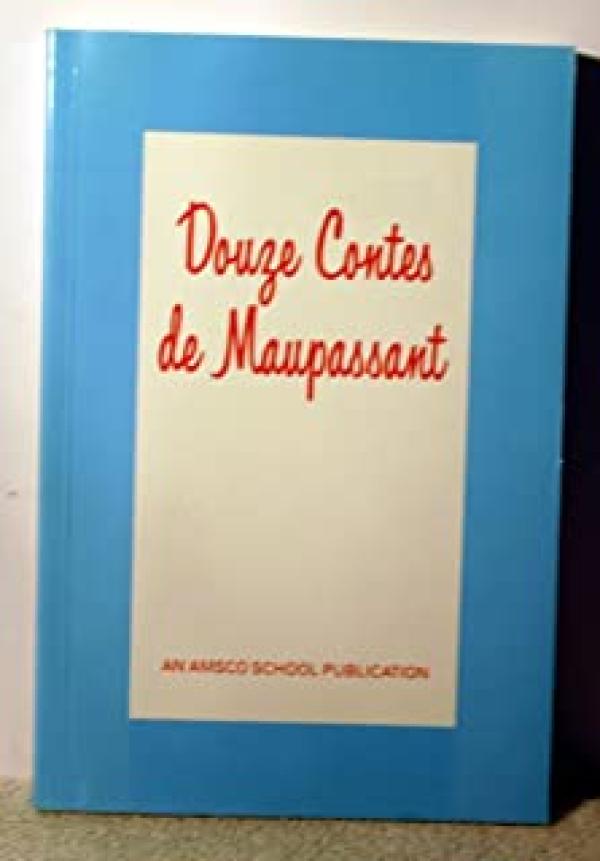 Douze Contes
de Maupassant
AN AMSCO SCHOOL PUBLICATION